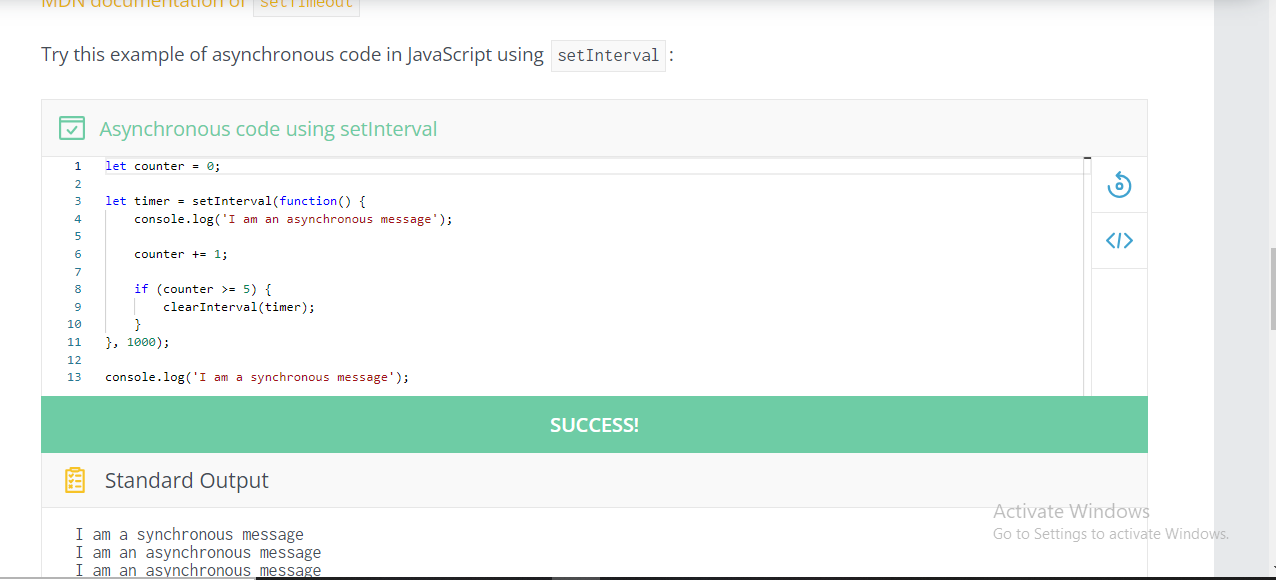 MDN documentation of setTimeout
Try this example of asynchronous code in JavaScript using setInterval :
Asynchronous code using setInterval
1 let counter = 0;
2
3 let timer = setInterval(function() {
4 console.log('I am an asynchronous message');
5
6 counter += 1;
7
8 if (counter >= 5) {
9 clearInterval(timer);
10 }
11 }, 1000);
12
13 console.log('I am a synchronous message');
</>
SUCCESS!
Standard Output
I am a synchronous message
I am an asynchronous message
I am an asynchronous message
Activate Windows
Go to Settings to activate Windows.